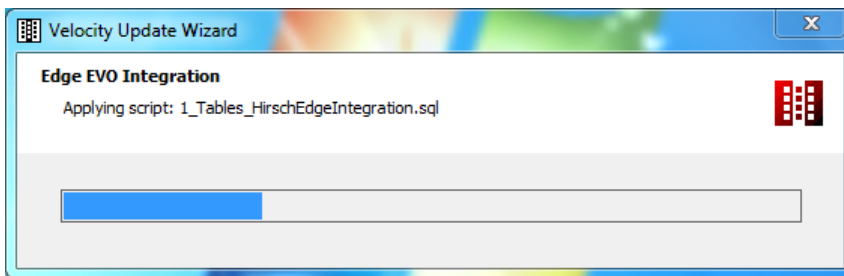 Velocity Update Wizard
Edge EVO Integration
Applying script: 1_Tables_HirschEdgeIntegration.sql